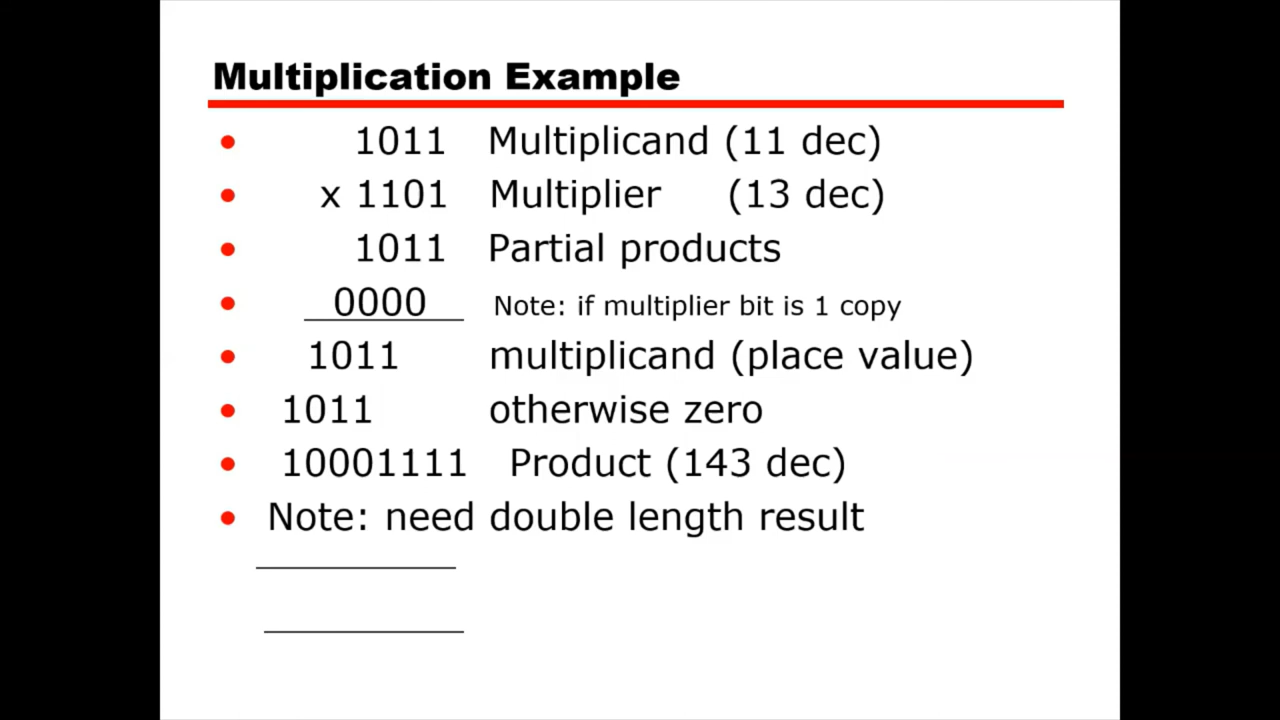 Multiplication Example
• 1011 Multiplicand (11 dec)
• x 1101 Multiplier (13 dec)
• 1011 Partial products
• 0000 Note: if multiplier bit is 1 copy
• 1011 multiplicand (place value)
• 1011 otherwise zero
• 10001111 Product (143 dec)
• Note: need double length result